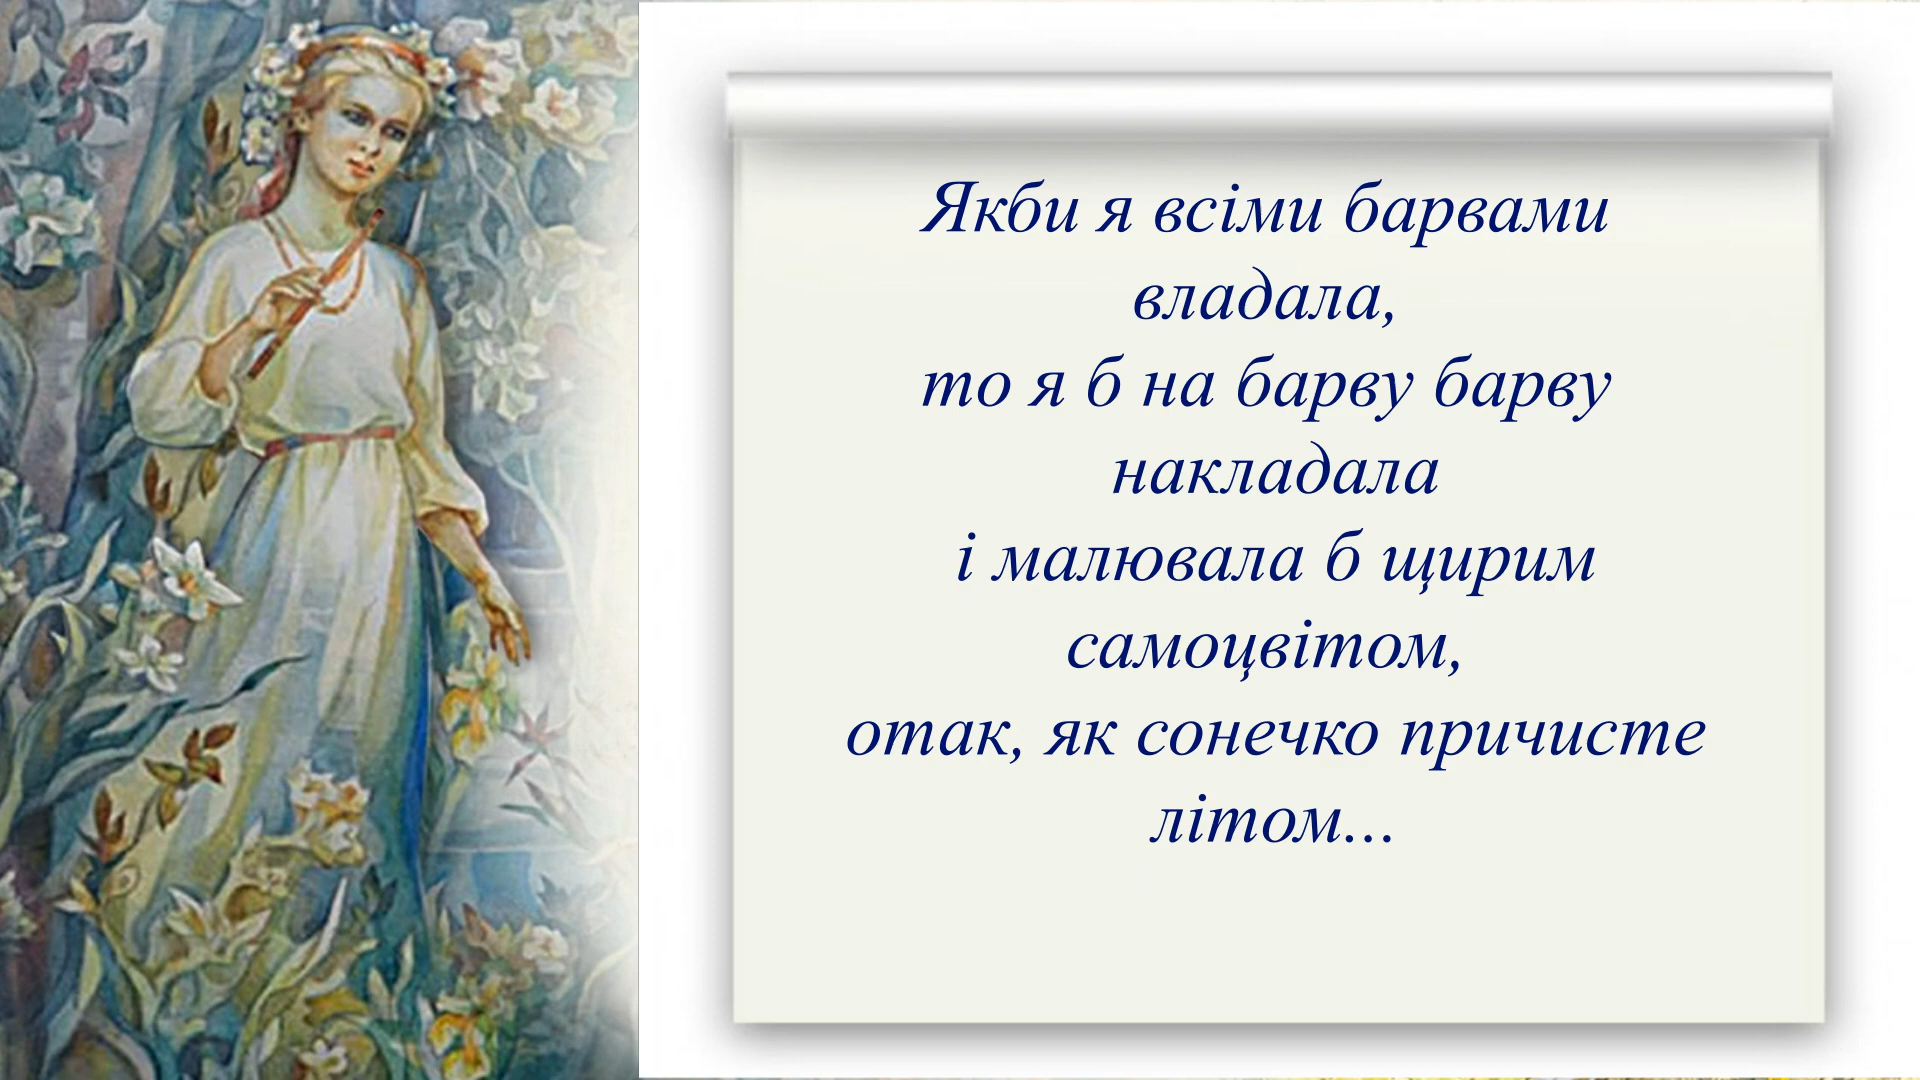 Якби я всіми барвами
владала,
то я б на барву барву
накладала
і малювала б щирим
самоцвітом,
отак, як сонечко причисте
літом...